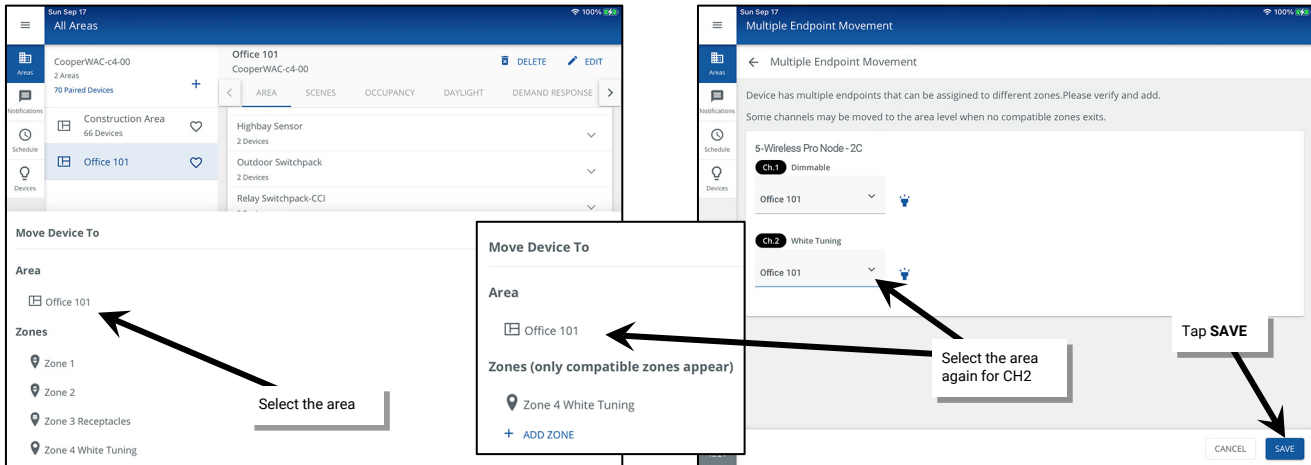 Sun Sep 17
100%
All Areas
Areas
Notifications
Schedule
Devices
CooperWAC-c4-00
2 Areas
70 Paired Devices
+
Construction Area
66 Devices
Office 101
Office 101
CooperWAC-c4-00
DELETE
EDIT
AREA SCENES OCCUPANCY DAYLIGHT DEMAND RESPONSE
Highbay Sensor
2 Devices
Outdoor Switchpack
2 Devices
Relay Switchpack-CCI
Move Device To
Area
Office 101
Zones
Zone 1
Zone 2
Zone 3 Receptacles
Zone 4 White Tuning
Select the area
Move Device To
Area
Office 101
Zones (only compatible zones appear)
Zone 4 White Tuning
+ ADD ZONE
Sun Sep 17
100%
Multiple Endpoint Movement
Areas
Notifications
Schedule
Devices
Multiple Endpoint Movement
Device has multiple endpoints that can be assigined to different zones.Please verify and add.
Some channels may be moved to the area level when no compatible zones exits.
5-Wireless Pro Node - 2C
Ch.1 Dimmable
Office 101
Ch.2 White Tuning
Office 101
Select the area
again for CH2
Tap SAVE
CANCEL
SAVE